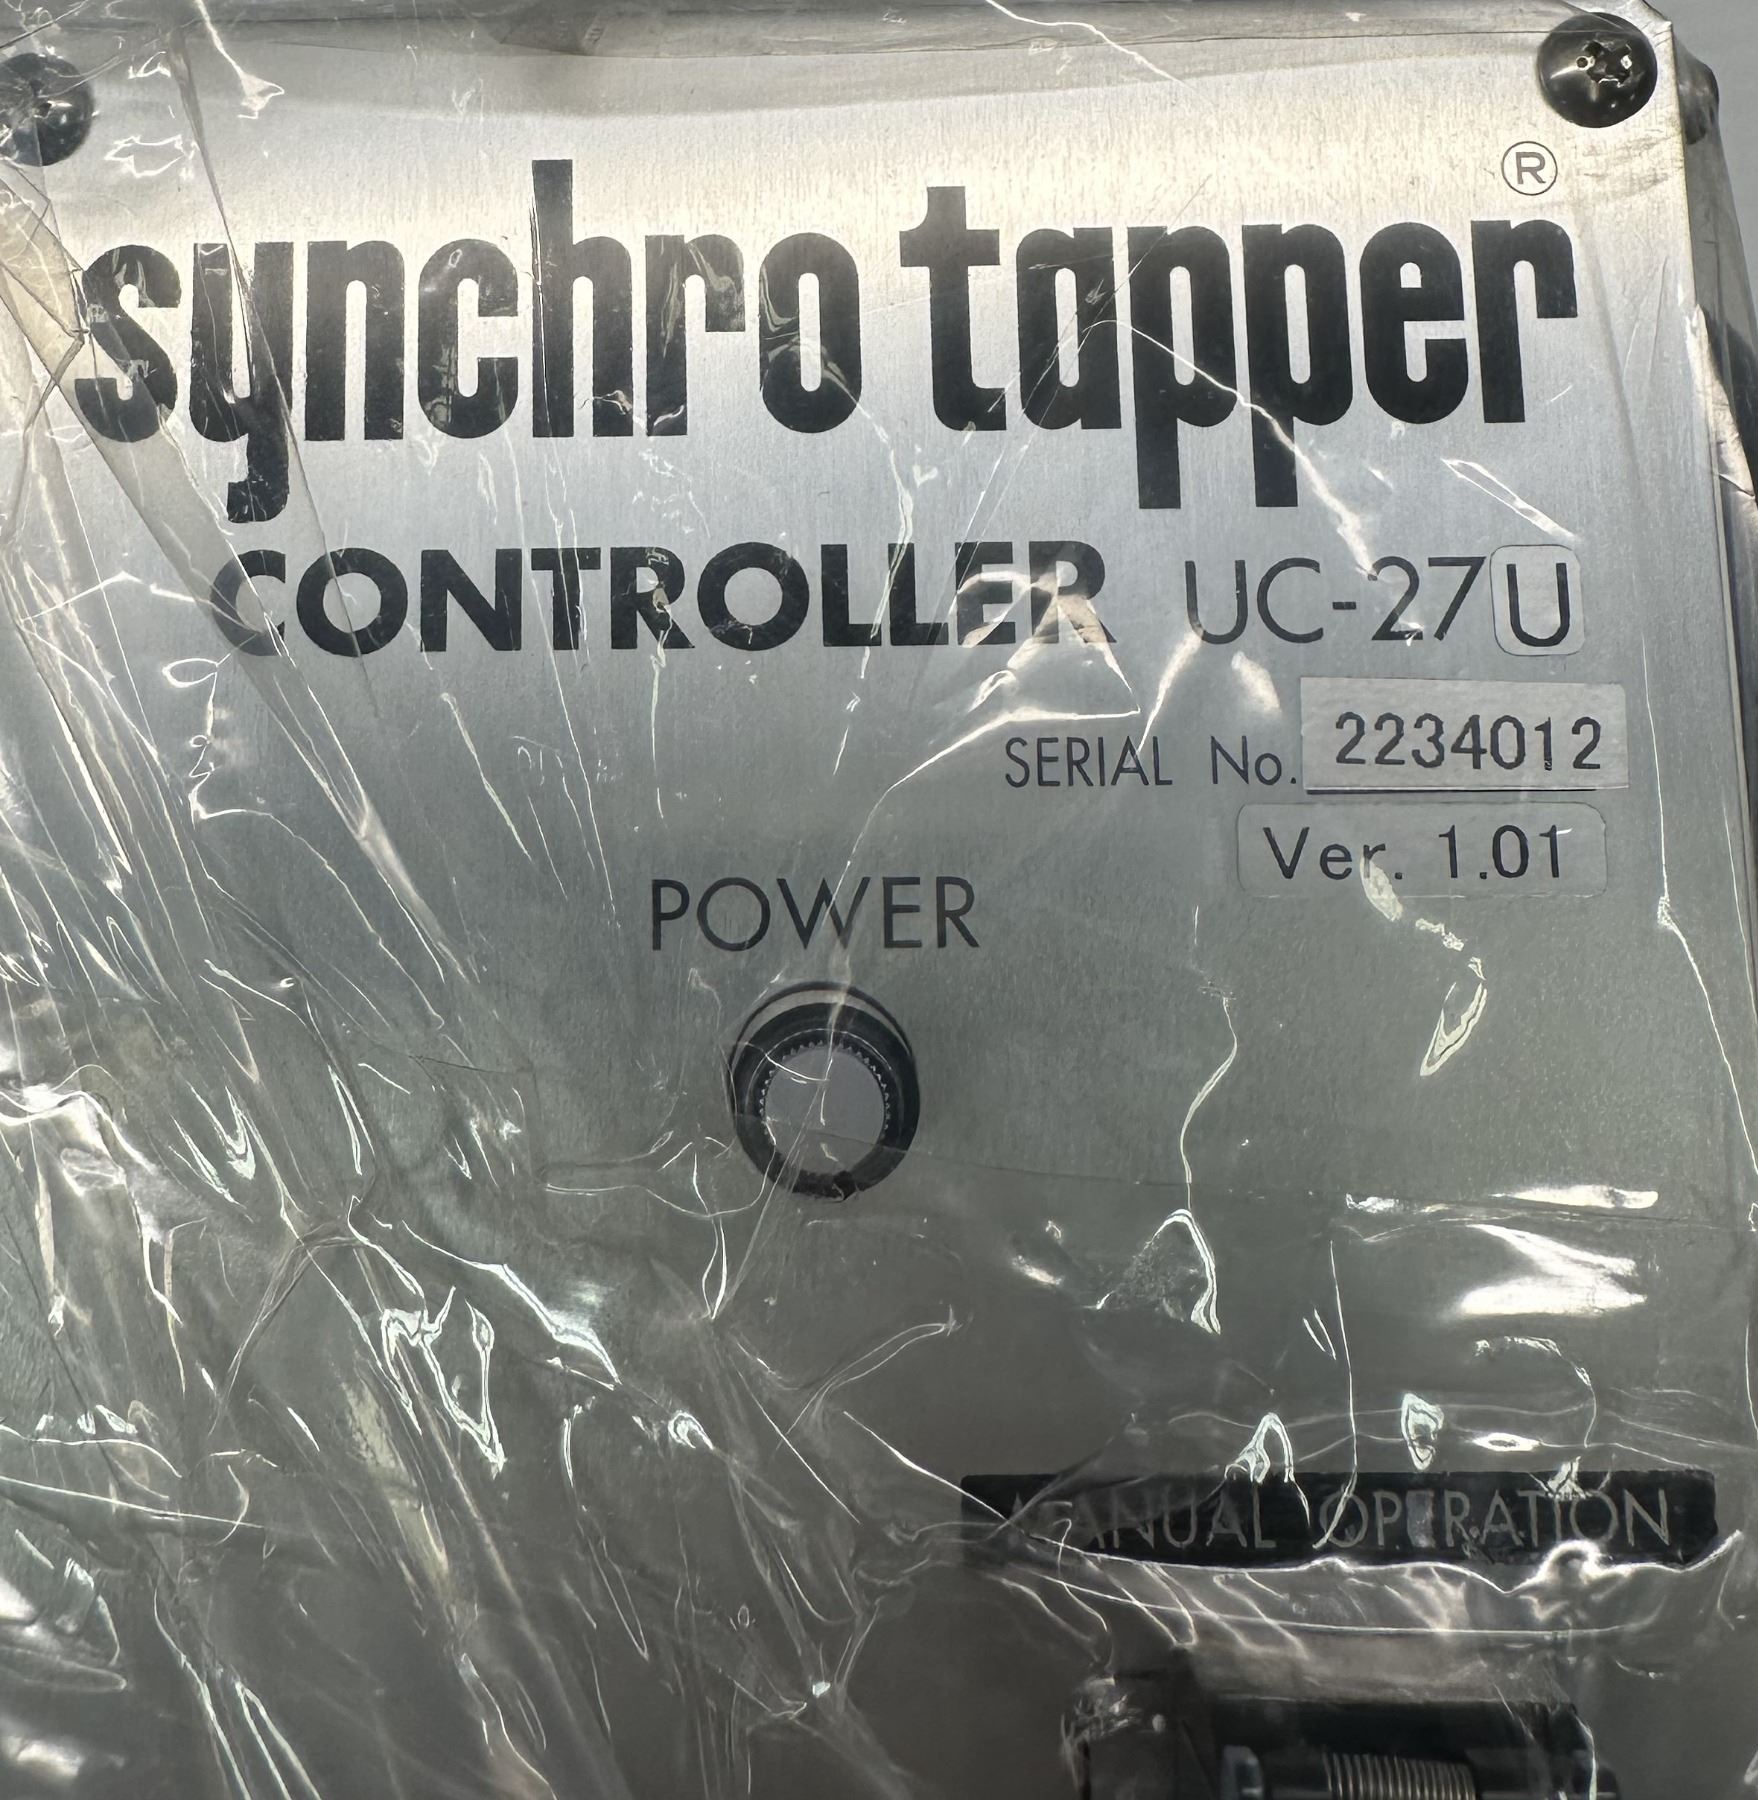 ®
synchro tapper
CONTROLLER UC-27U
SERIAL No. 2234012
Ver. 1.01
POWER
MANUAL OPERATION